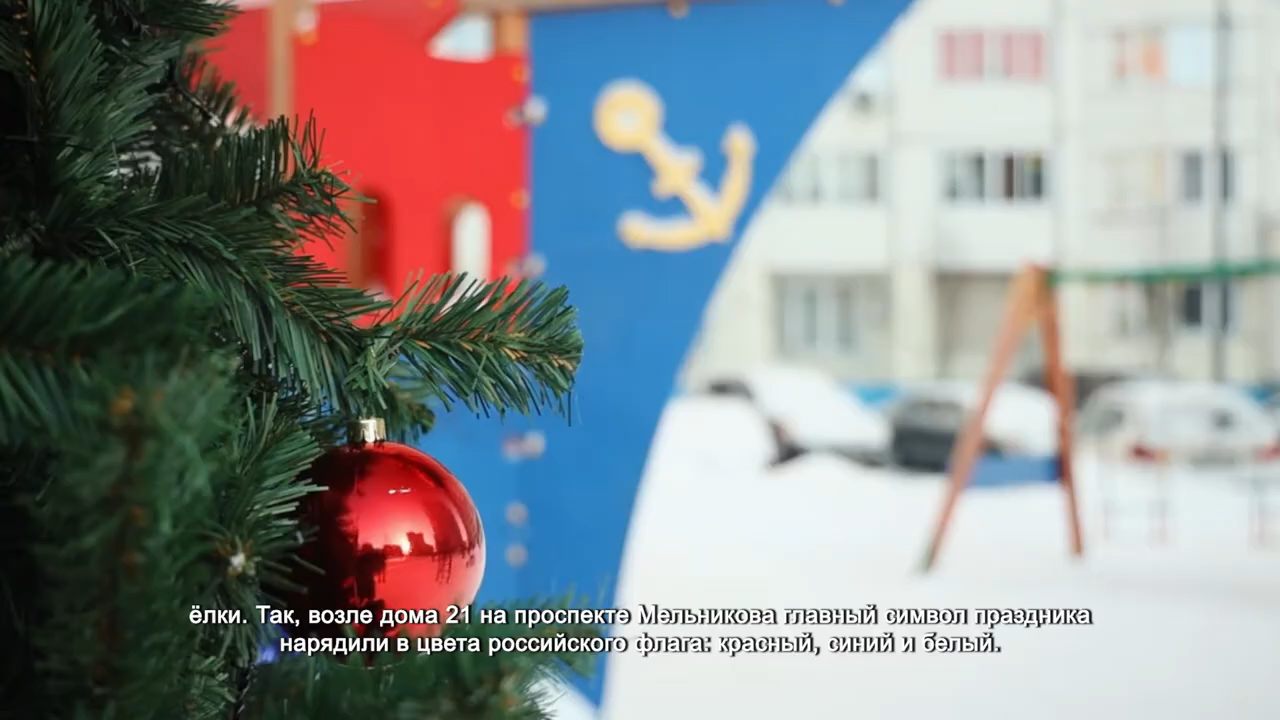 ёлки. Так, возле дома 21 на проспекте Мельникова главный символ праздника
нарядили в цвета российского флага: красный, синий и белый.